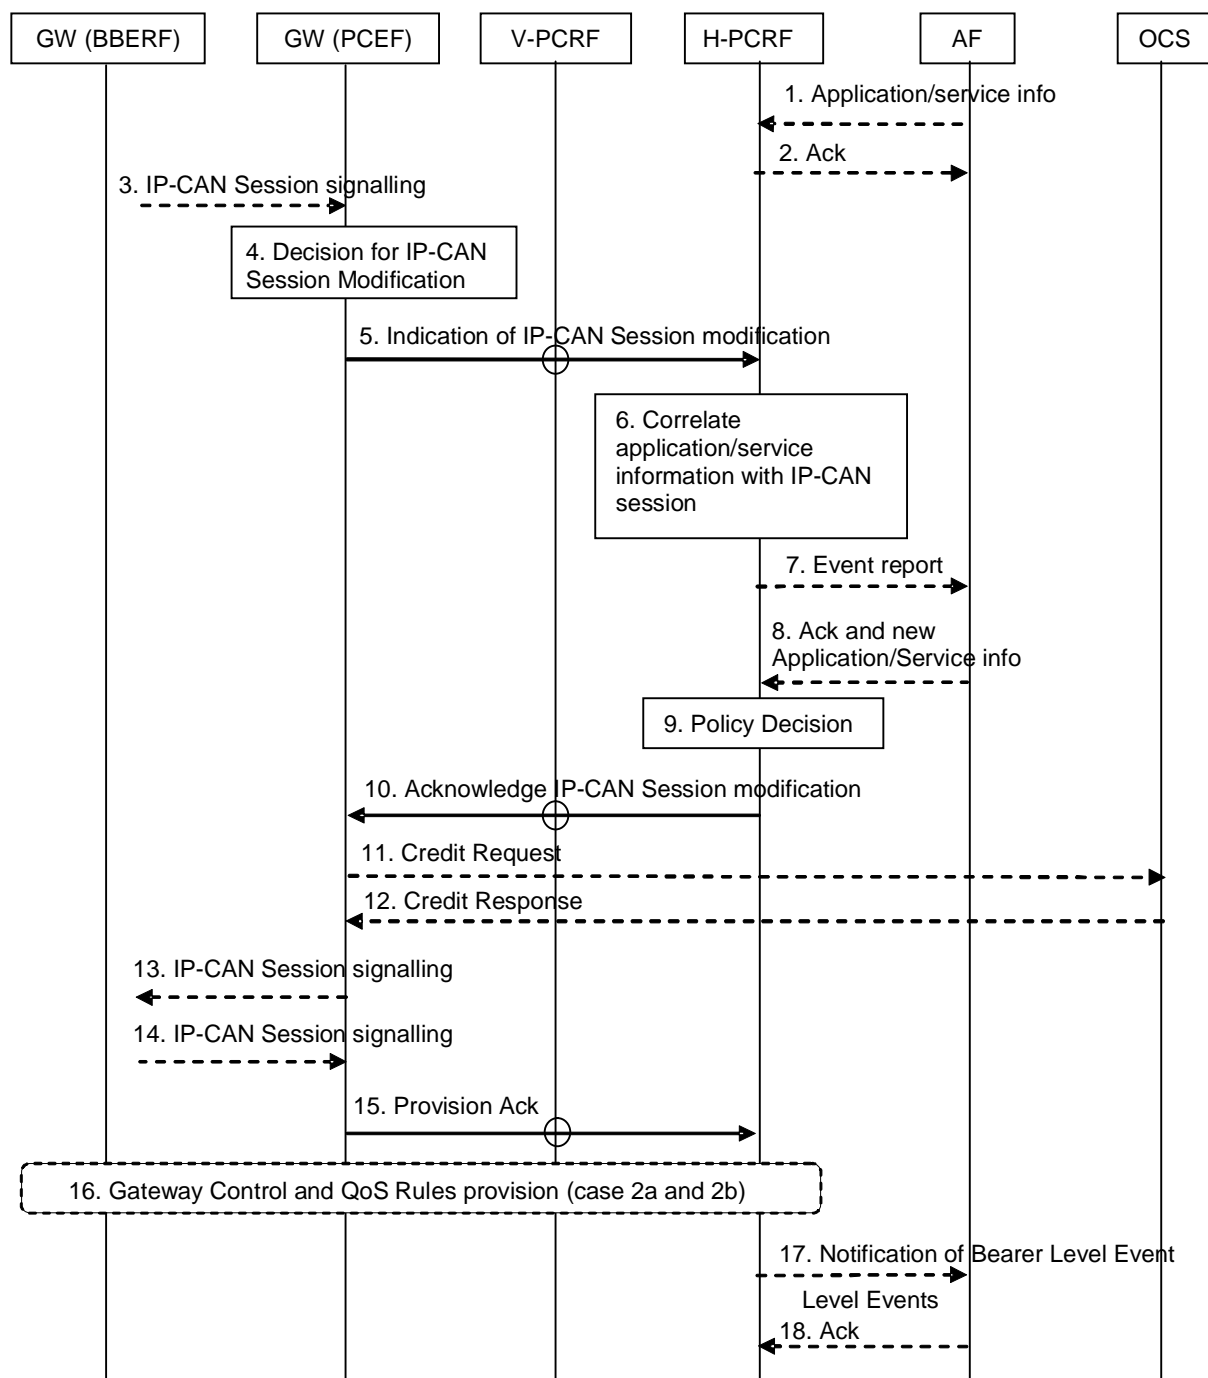 GW (BBERF)
GW (PCEF)
V-PCRF
H-PCRF
AF
OCS
1. Application/service info
2. Ack
3. IP-CAN Session signalling
4. Decision for IP-CAN
Session Modification
5. Indication of IP-CAN Session modification
6. Correlate
application/service
information with IP-CAN
session
7. Event report
8. Ack and new
Application/Service info
9. Policy Decision
10. Acknowledge IP-CAN Session modification
11. Credit Request
12. Credit Response
13. IP-CAN Session signalling
14. IP-CAN Session signalling
15. Provision Ack
16. Gateway Control and QoS Rules provision (case 2a and 2b)
17. Notification of Bearer Level Event
Level Events
18. Ack